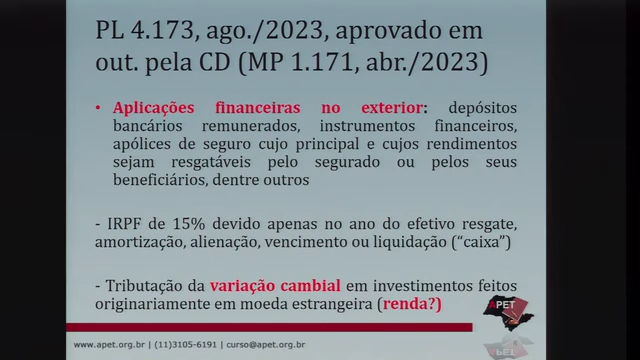 PL 4.173, ago./2023, aprovado em
out. pela CD (MP 1.171, abr./2023)
• Aplicações financeiras no exterior: depósitos
bancários remunerados, instrumentos financeiros,
apólices de seguro cujo principal e cujos rendimentos
sejam resgatáveis pelo segurado ou pelos seus
beneficiários, dentre outros
- IRPF de 15% devido apenas no ano do efetivo resgate,
amortização, alienação, vencimento ou liquidação (“caixa”)
- Tributação da variação cambial em investimentos feitos
originariamente em moeda estrangeira (renda?)
APET
www.apet.org.br | (11)3105-6191 | curso@apet.org.br